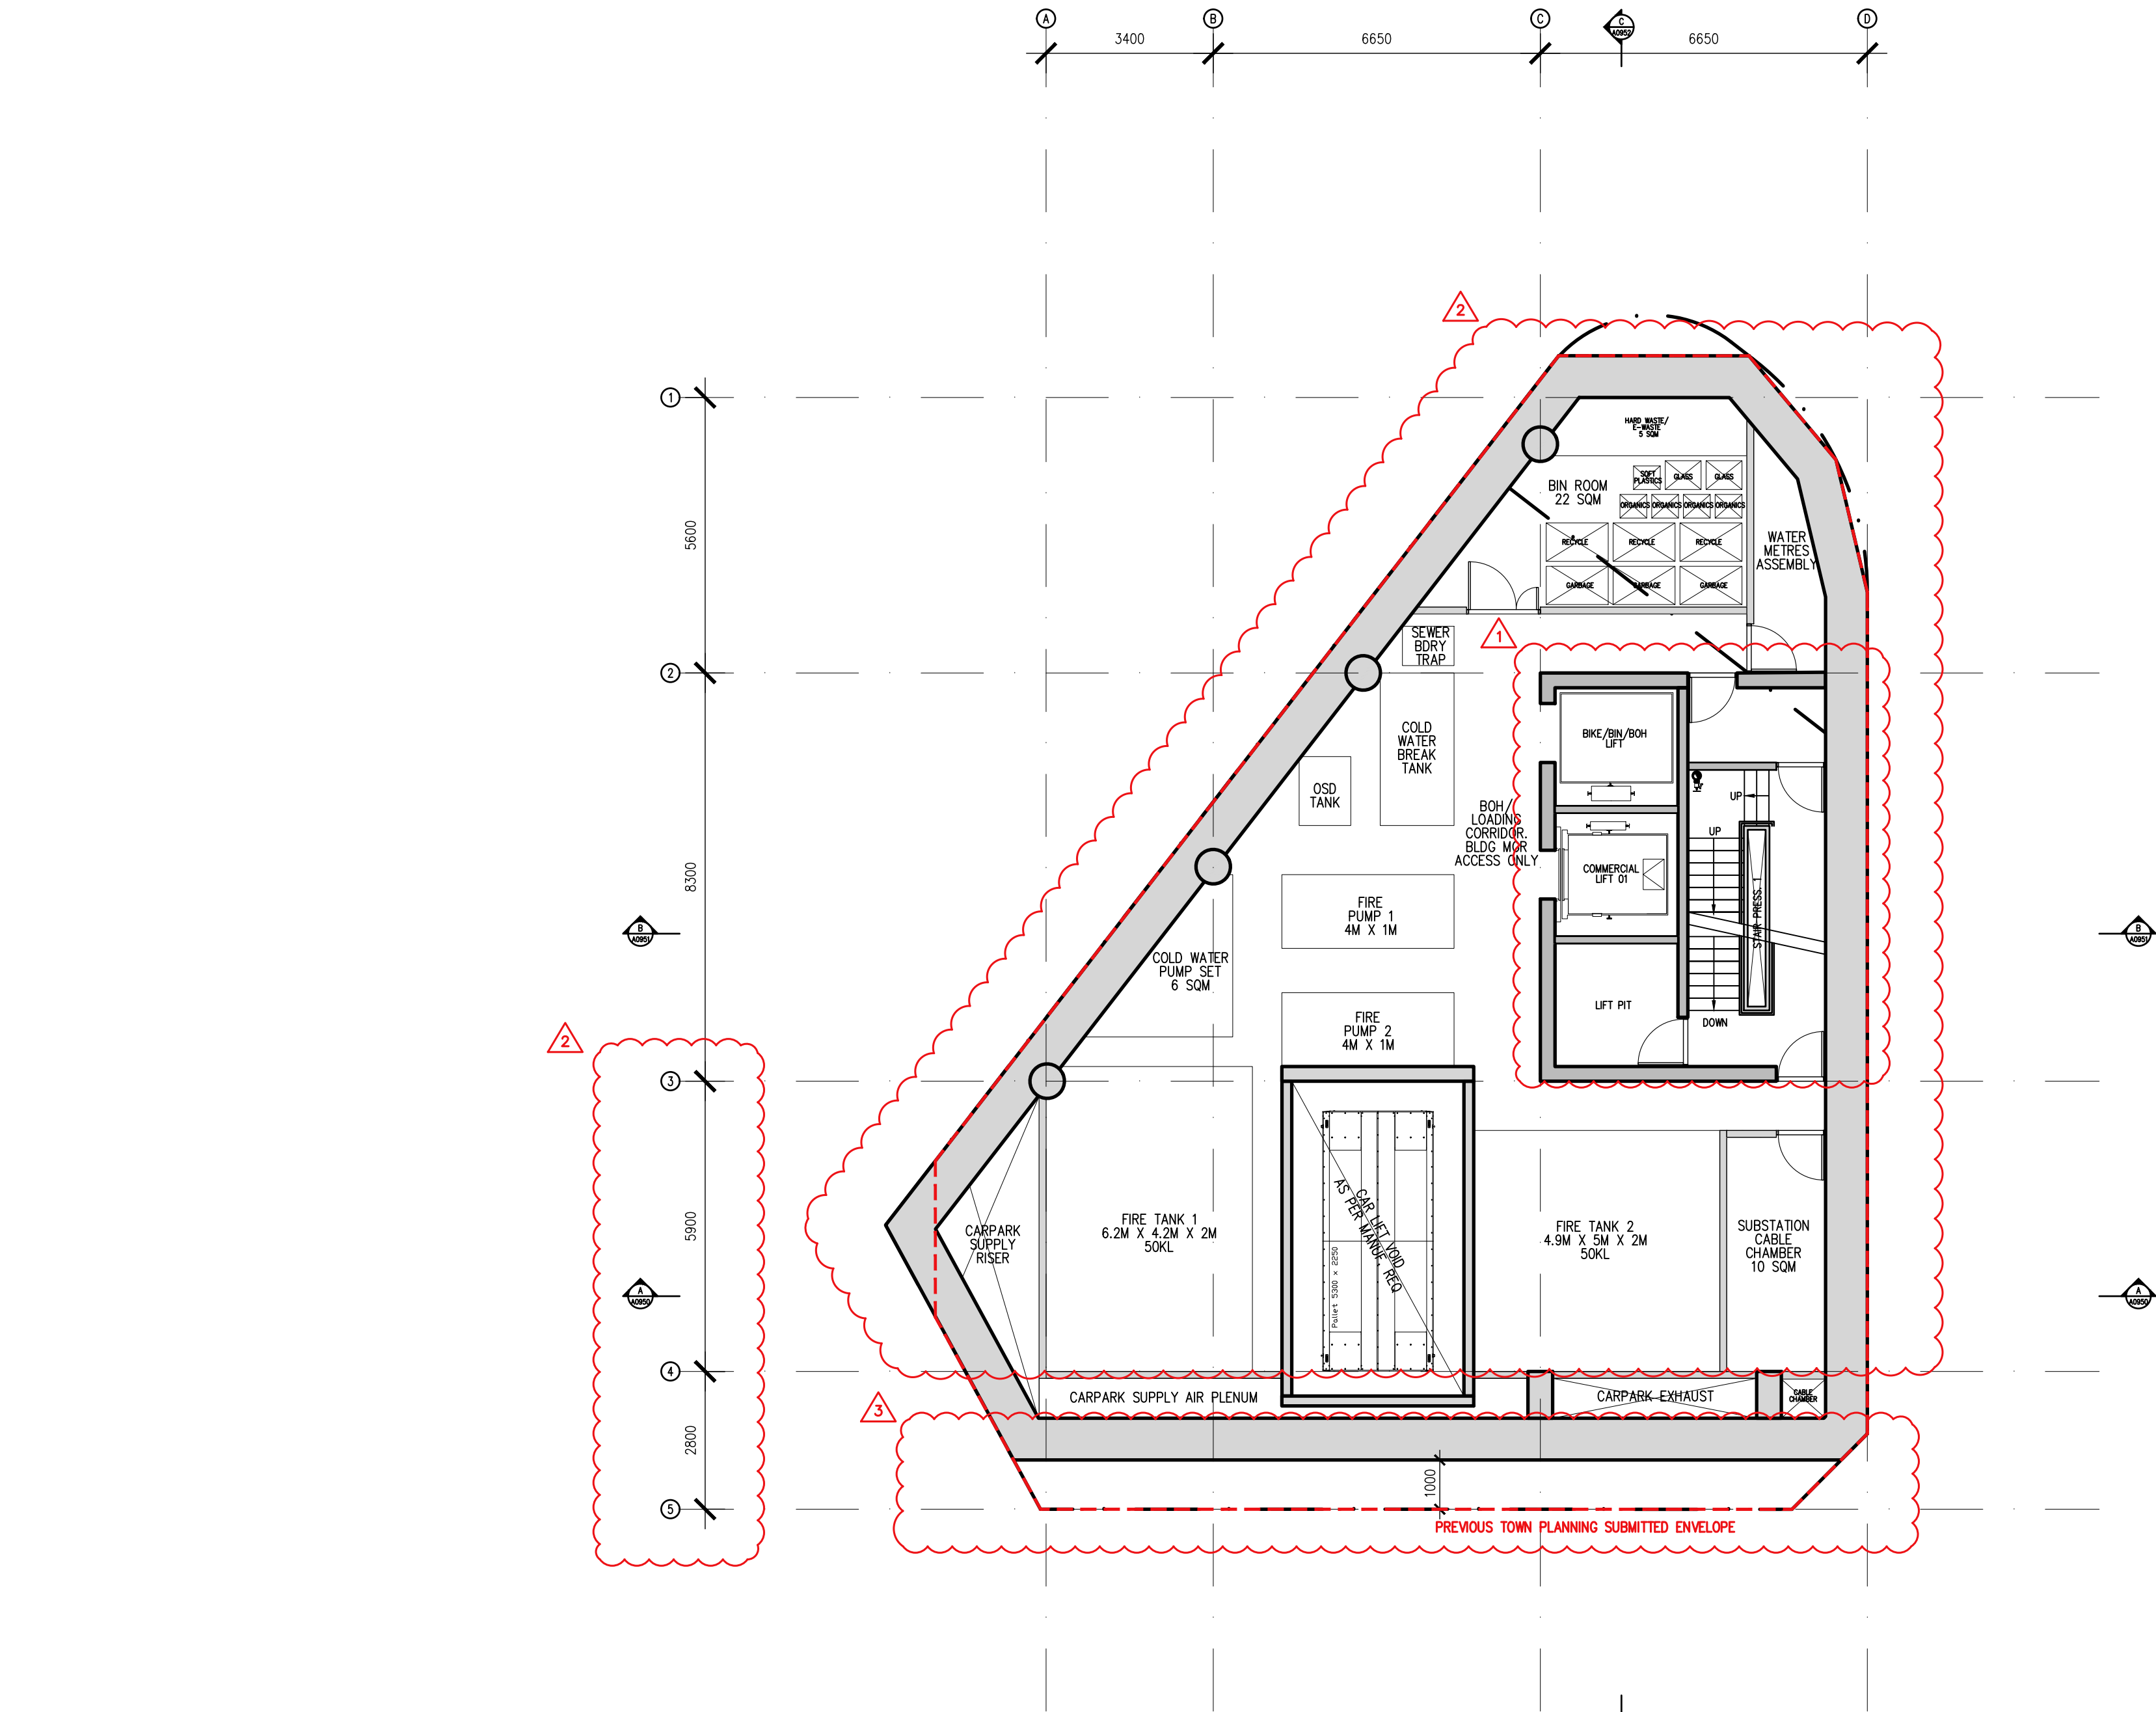 A
B
C
C
A0952
D
3400
6650
6650
2
1
HARD WASTE/
E-WASTE
5 SQM
BIN ROOM
22 SQM
SOFT
PLASTICS
GLASS
GLASS
ORGANICS
ORGANICS
ORGANICS
ORGANICS
RECYCLE
RECYCLE
RECYCLE
GARBAGE
GARBAGE
GARBAGE
WATER
METRES
ASSEMBLY
5600
1
SEWER
BDRY
TRAP
2
COLD
WATER
BREAK
TANK
OSD
TANK
BIKE/BIN/BOH
LIFT
UP
UP
BOH/
LOADING
CORRIDOR.
BLDG MGR
ACCESS ONLY
COMMERCIAL
LIFT 01
STAIR PRESS. 1
8300
FIRE
PUMP 1
4M X 1M
B
A0951
B
A0951
COLD WATER
PUMP SET
6 SQM
LIFT PIT
DOWN
FIRE
PUMP 2
4M X 1M
2
3
CARPARK
SUPPLY
RISER
FIRE TANK 1
6.2M X 4.2M X 2M
50KL
CAR LIFT VOID
AS PER MANUF. REQ
Pallet 5300 x 2250
FIRE TANK 2
4.9M X 5M X 2M
50KL
SUBSTATION
CABLE
CHAMBER
10 SQM
5900
A
A0950
A
A0950
4
3
CARPARK SUPPLY AIR PLENUM
CARPARK EXHAUST
CABLE
CHAMBER
2800
1000
5
PREVIOUS TOWN PLANNING SUBMITTED ENVELOPE